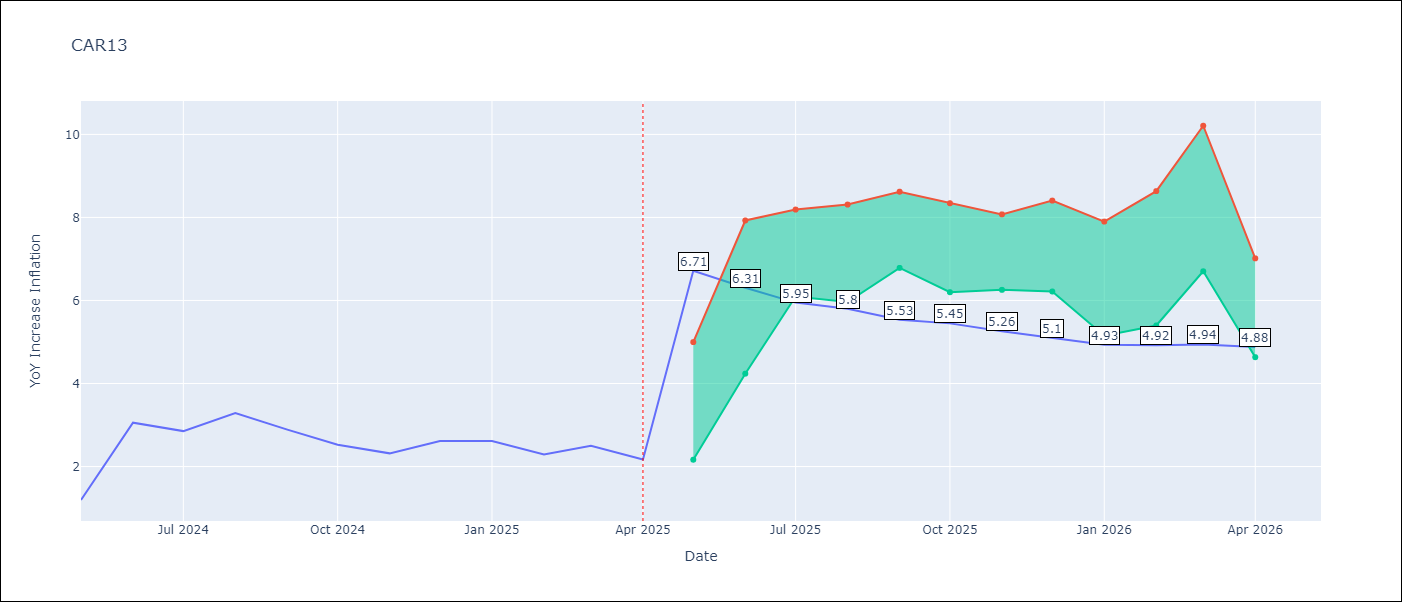 CAR13
YoY Increase Inflation
10
8
6
4
2
6.71
6.31
5.95
5.8
5.53
5.45
5.26
5.1
4.93
4.92
4.94
4.88
Jul 2024
Oct 2024
Jan 2025
Apr 2025
Jul 2025
Oct 2025
Jan 2026
Apr 2026
Date